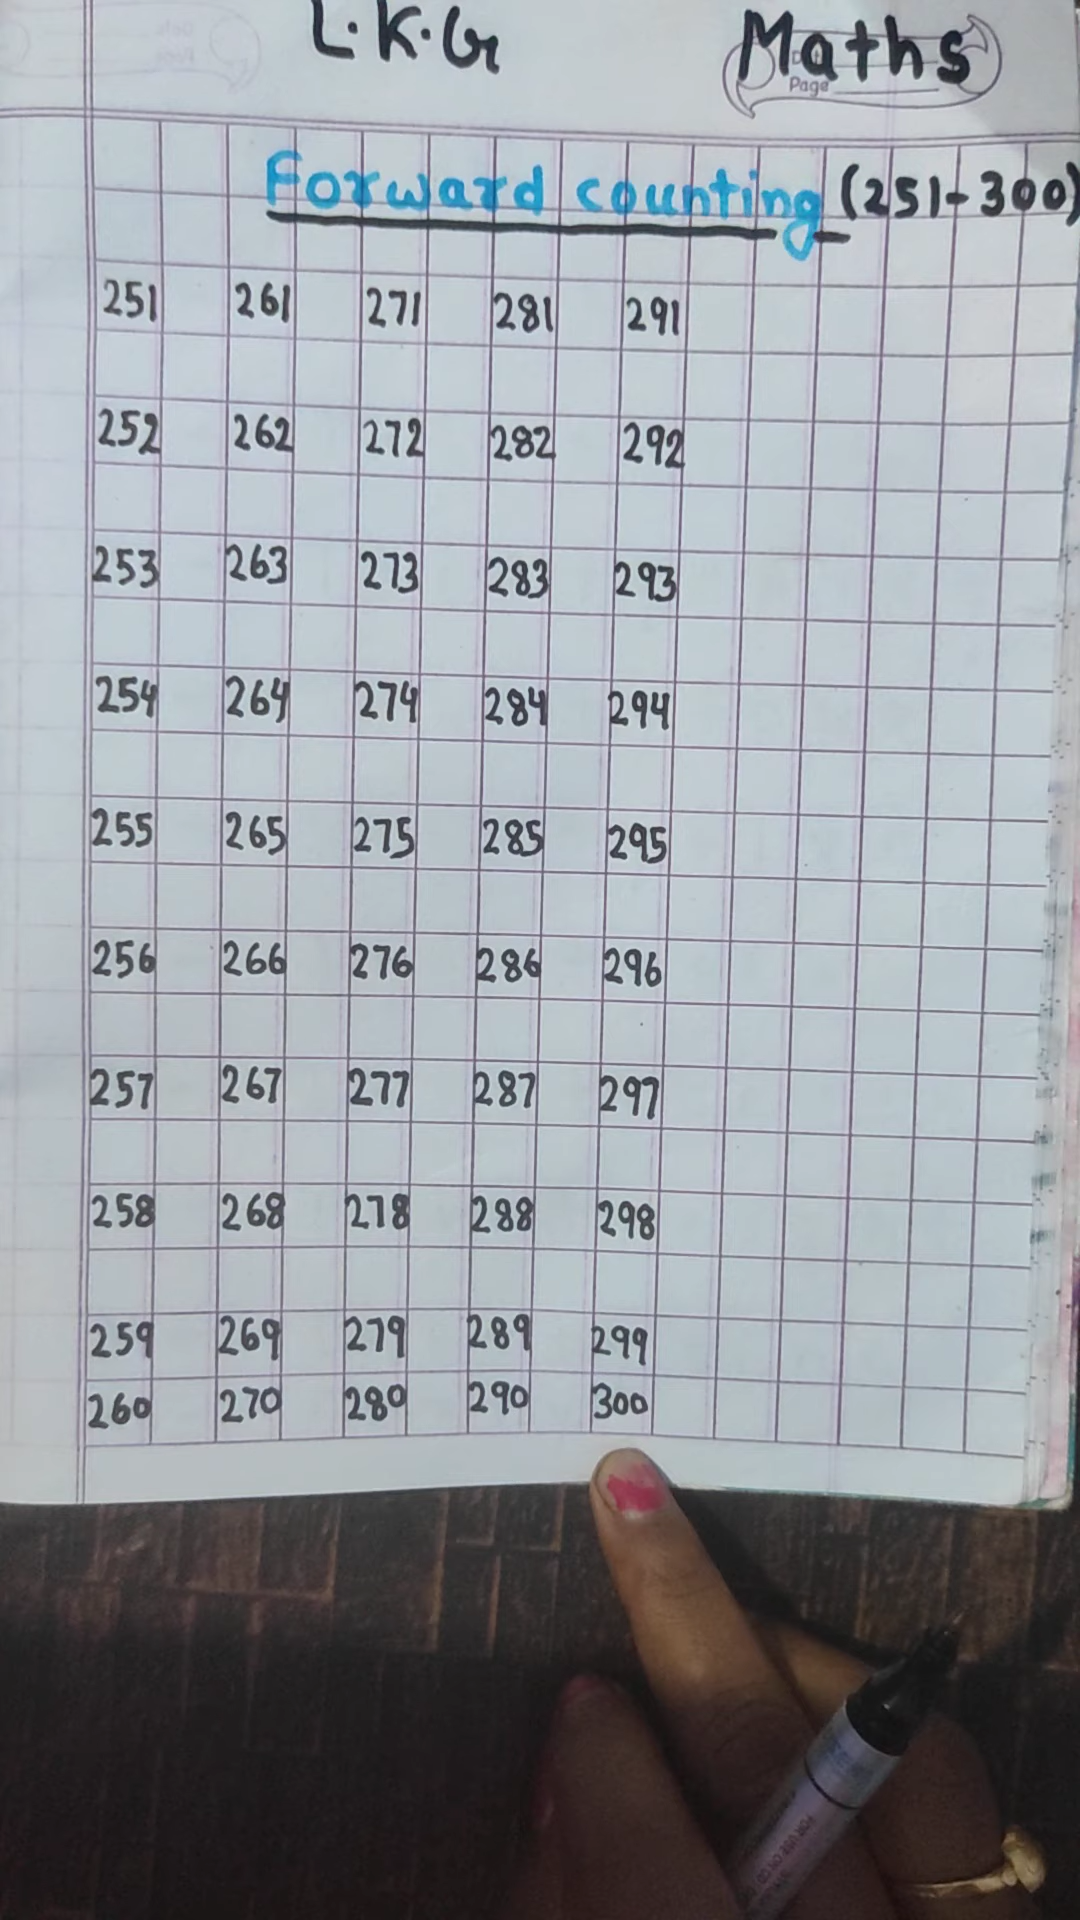 L.K.G Maths
Page
Forward counting (251-300)
251 261 271 281 291
252 262 272 282 292
253 263 273 283 293
254 264 274 284 294
255 265 275 285 295
256 266 276 286 296
257 267 277 287 297
258 268 278 288 298
259 269 279 289 299
260 270 280 290 300